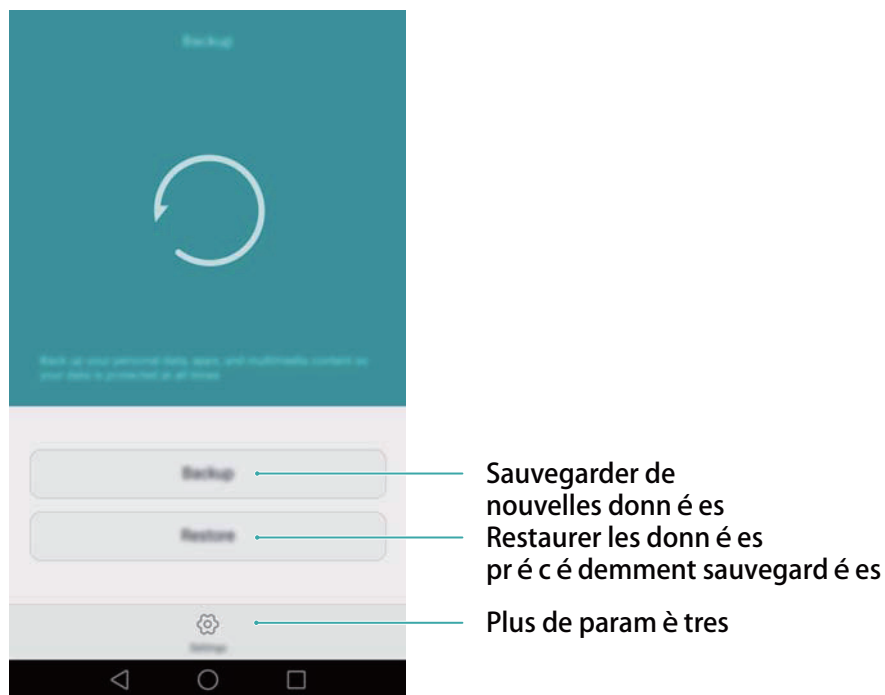 Backup
Back up your personal data, apps, and multimedia content so
your data is protected at all times
Backup
Sauvegarder de
nouvelles donn é es
Restore
Restaurer les donn é es
pr é c é demment sauvegard é es
Settings
Plus de param è tres